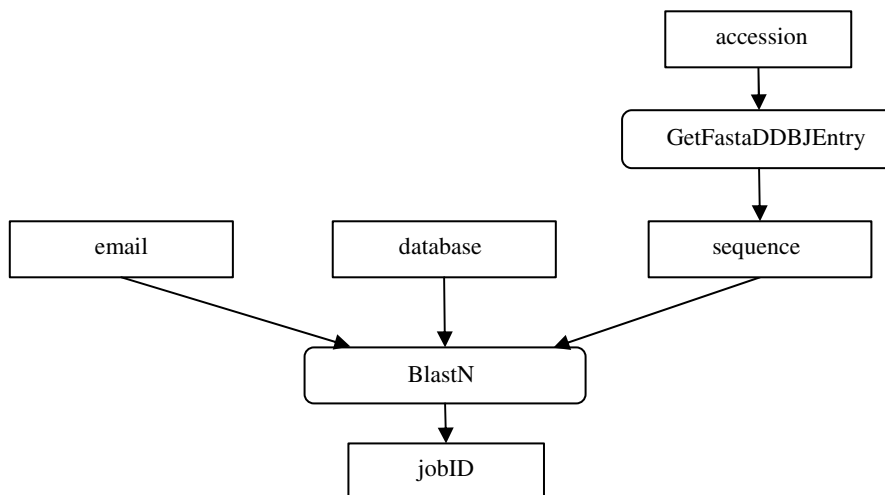 accession
GetFastaDDBJEntry
email
database
sequence
BlastN
jobID